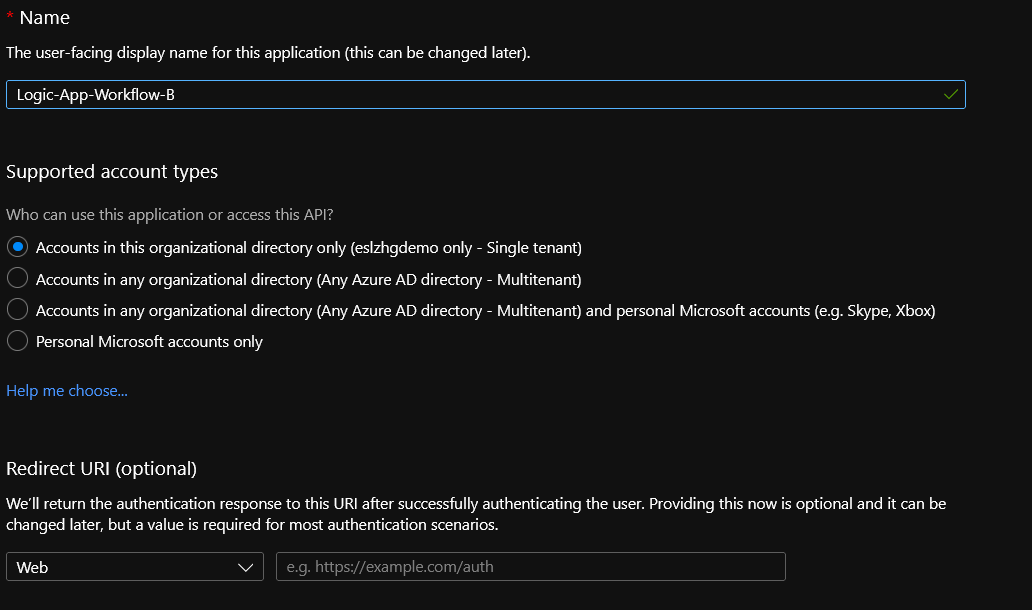 * Name
The user-facing display name for this application (this can be changed later).
Logic-App-Workflow-B
Supported account types
Who can use this application or access this API?
Accounts in this organizational directory only (eslzhgdemo only - Single tenant)
Accounts in any organizational directory (Any Azure AD directory - Multitenant)
Accounts in any organizational directory (Any Azure AD directory - Multitenant) and personal Microsoft accounts (e.g. Skype, Xbox)
Personal Microsoft accounts only
Help me choose...
Redirect URI (optional)
We'll return the authentication response to this URI after successfully authenticating the user. Providing this now is optional and it can be
changed later, but a value is required for most authentication scenarios.
Web
e.g. https://example.com/auth